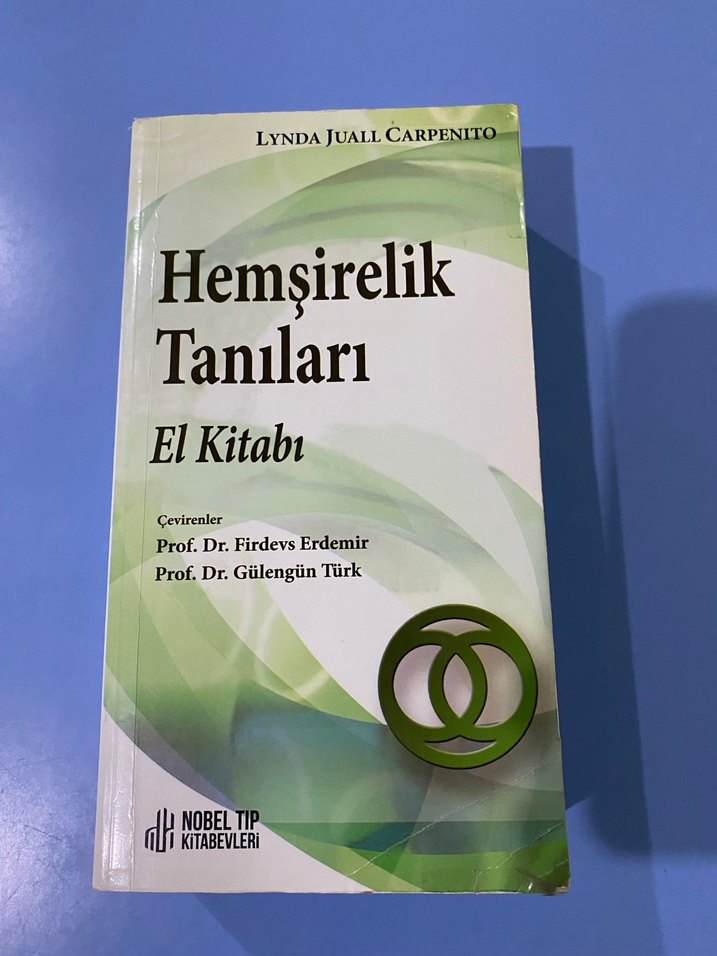 LYNDA JUALL CARPENITO
Hemşirelik
Tanıları
El Kitabı
Çevirenler
Prof. Dr. Firdevs Erdemir
Prof. Dr. Gülengün Türk
NOBEL TIP
KİTABEVLERİ